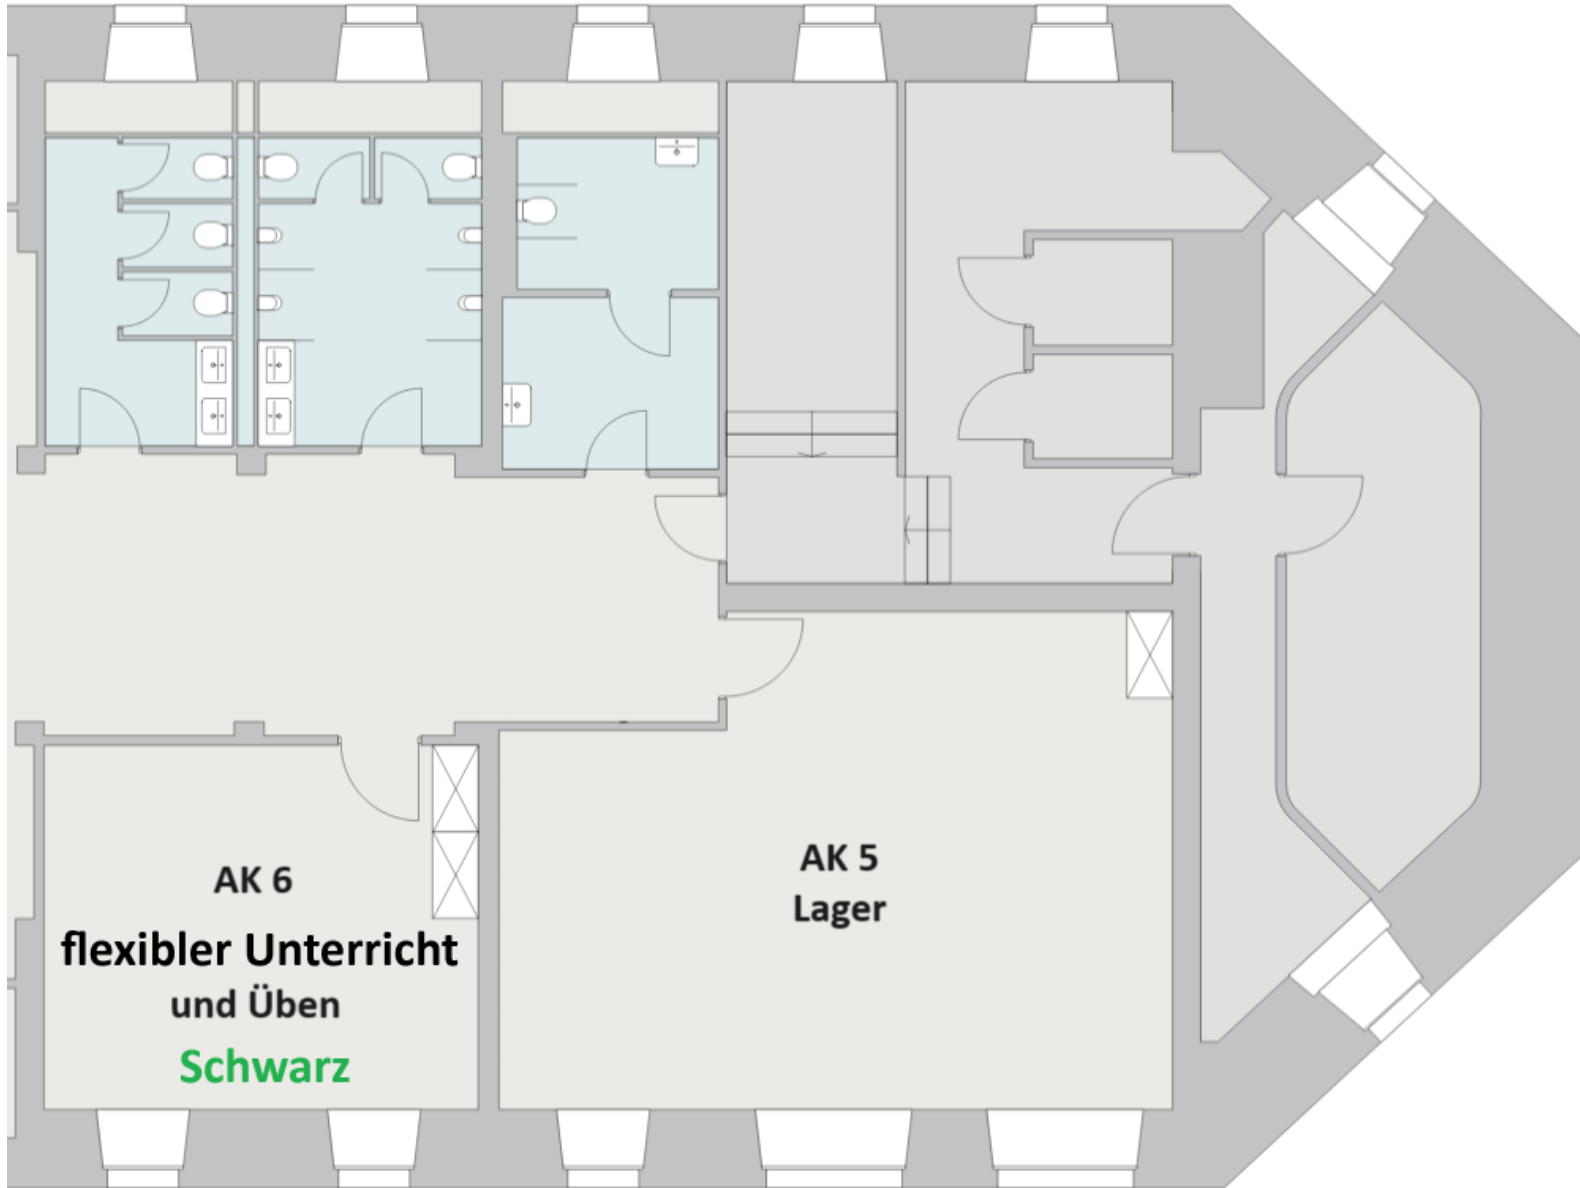 AK 6
flexibler Unterricht
und Üben
Schwarz
AK 5
Lager